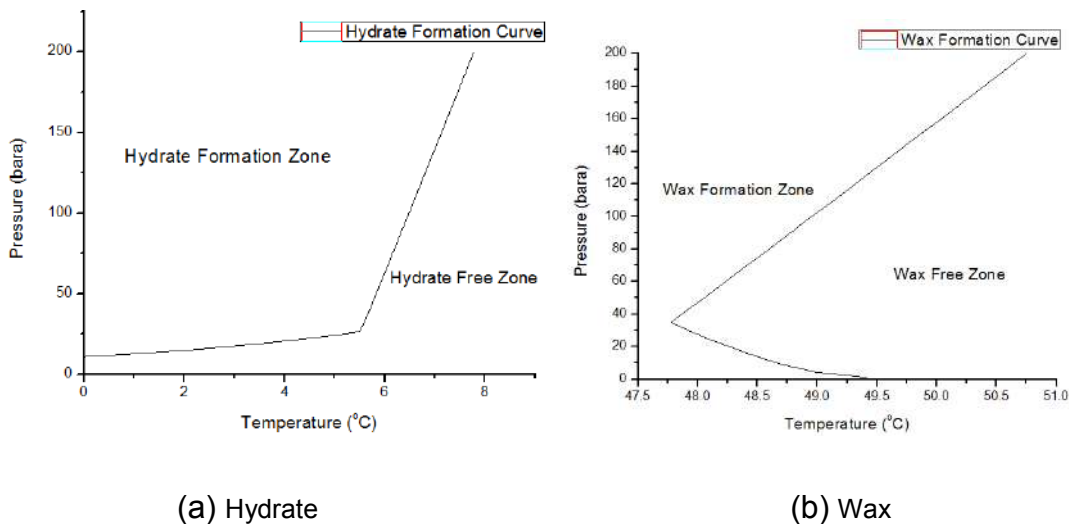 Hydrate Formation Curve
200
150
100
50
0
Pressure (bara)
Hydrate Formation Zone
Hydrate Free Zone
0 2 4 6 8
Temperature (°C)
(a) Hydrate
Wax Formation Curve
200
180
160
140
120
100
80
60
40
20
0
Pressure (bara)
Wax Formation Zone
Wax Free Zone
47.5 48.0 48.5 49.0 49.5 50.0 50.5 51.0
Temperature (°C)
(b) Wax